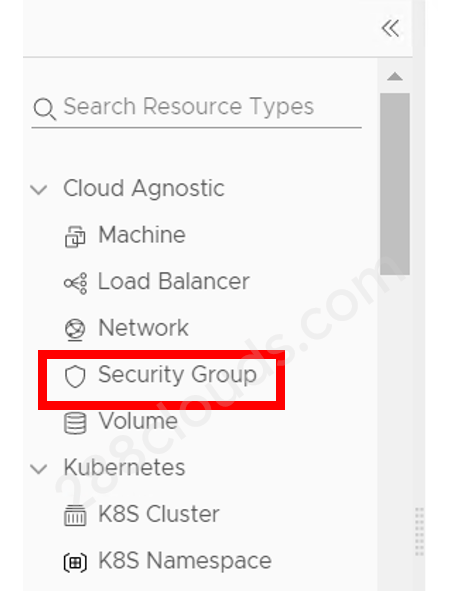 Search Resource Types
Cloud Agnostic
Machine
Load Balancer
Network
Security Group
Volume
Kubernetes
K8S Cluster
K8S Namespace
288clouds.com